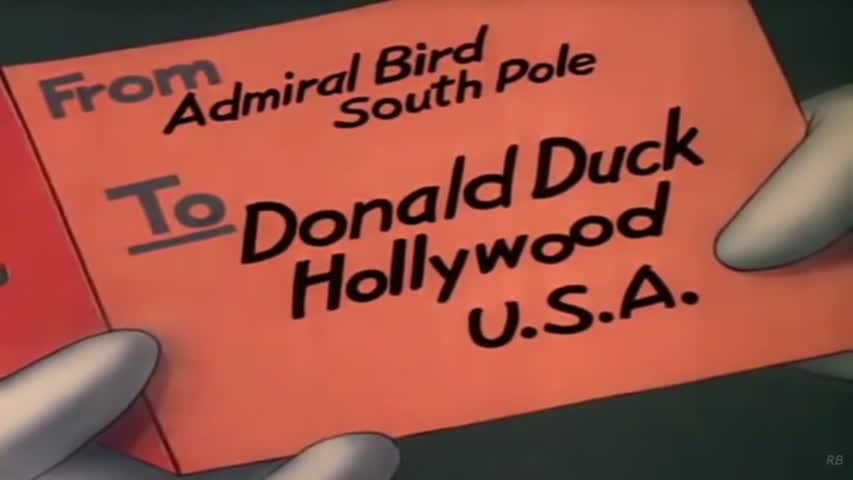 From Admiral Bird
South Pole
To Donald Duck
Hollywood
U.S.A.
RB